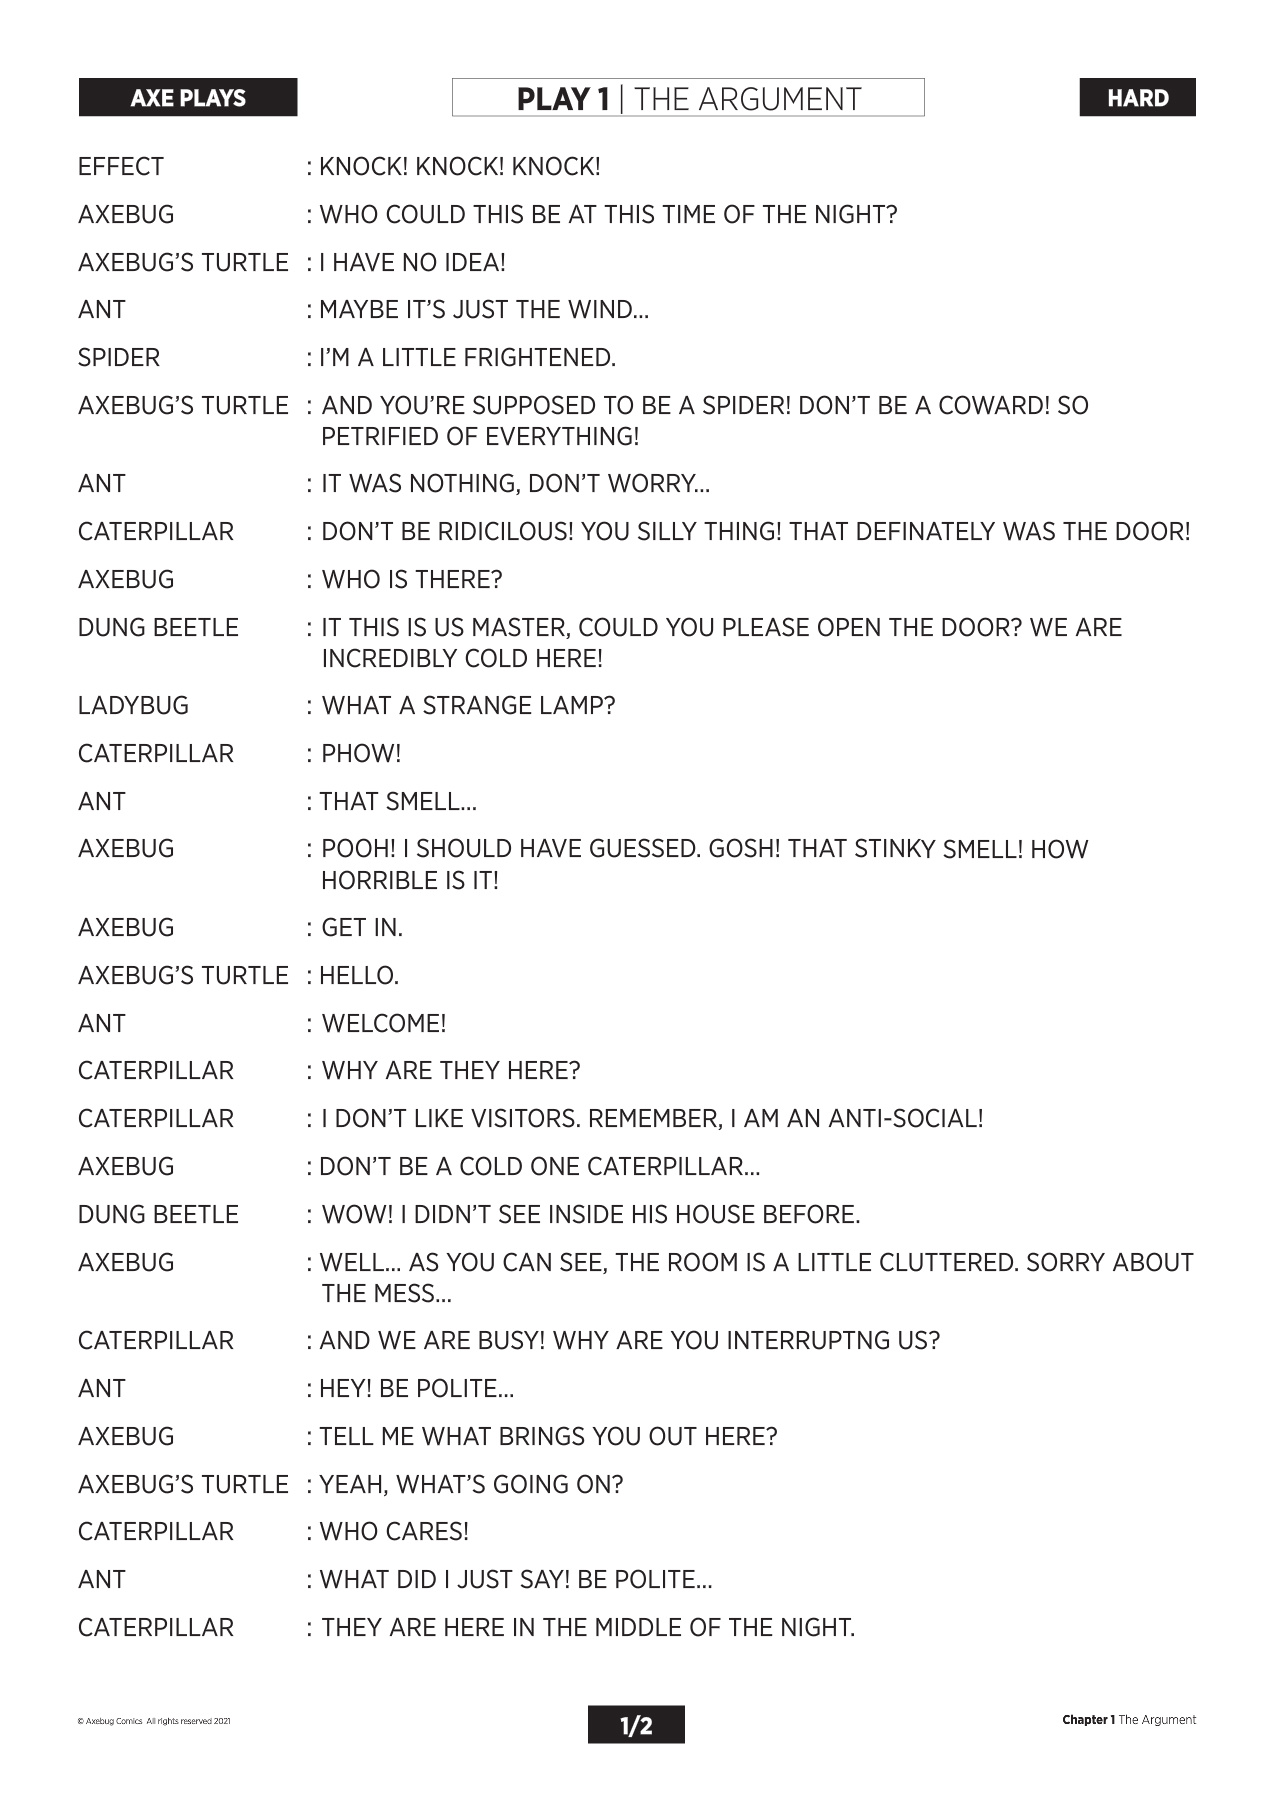 AXE PLAYS
PLAY 1 | THE ARGUMENT
HARD
EFFECT : KNOCK! KNOCK! KNOCK!
AXEBUG : WHO COULD THIS BE AT THIS TIME OF THE NIGHT?
AXEBUG’S TURTLE : I HAVE NO IDEA!
ANT : MAYBE IT’S JUST THE WIND...
SPIDER : I’M A LITTLE FRIGHTENED.
AXEBUG’S TURTLE : AND YOU’RE SUPPOSED TO BE A SPIDER! DON’T BE A COWARD! SO
PETRIFIED OF EVERYTHING!
ANT : IT WAS NOTHING, DON’T WORRY...
CATERPILLAR : DON’T BE RIDICILOUS! YOU SILLY THING! THAT DEFINATELY WAS THE DOOR!
AXEBUG : WHO IS THERE?
DUNG BEETLE : IT THIS IS US MASTER, COULD YOU PLEASE OPEN THE DOOR? WE ARE
INCREDIBLY COLD HERE!
LADYBUG : WHAT A STRANGE LAMP?
CATERPILLAR : PHOW!
ANT : THAT SMELL...
AXEBUG : POOH! I SHOULD HAVE GUESSED. GOSH! THAT STINKY SMELL! HOW
HORRIBLE IS IT!
AXEBUG : GET IN.
AXEBUG’S TURTLE : HELLO.
ANT : WELCOME!
CATERPILLAR : WHY ARE THEY HERE?
CATERPILLAR : I DON’T LIKE VISITORS. REMEMBER, I AM AN ANTI-SOCIAL!
AXEBUG : DON’T BE A COLD ONE CATERPILLAR...
DUNG BEETLE : WOW! I DIDN’T SEE INSIDE HIS HOUSE BEFORE.
AXEBUG : WELL... AS YOU CAN SEE, THE ROOM IS A LITTLE CLUTTERED. SORRY ABOUT
THE MESS...
CATERPILLAR : AND WE ARE BUSY! WHY ARE YOU INTERRUPTNG US?
ANT : HEY! BE POLITE...
AXEBUG : TELL ME WHAT BRINGS YOU OUT HERE?
AXEBUG’S TURTLE : YEAH, WHAT’S GOING ON?
CATERPILLAR : WHO CARES!
ANT : WHAT DID I JUST SAY! BE POLITE...
CATERPILLAR : THEY ARE HERE IN THE MIDDLE OF THE NIGHT.
© Axebug Comics All rights reserved 2021
1/2
Chapter 1 The Argument